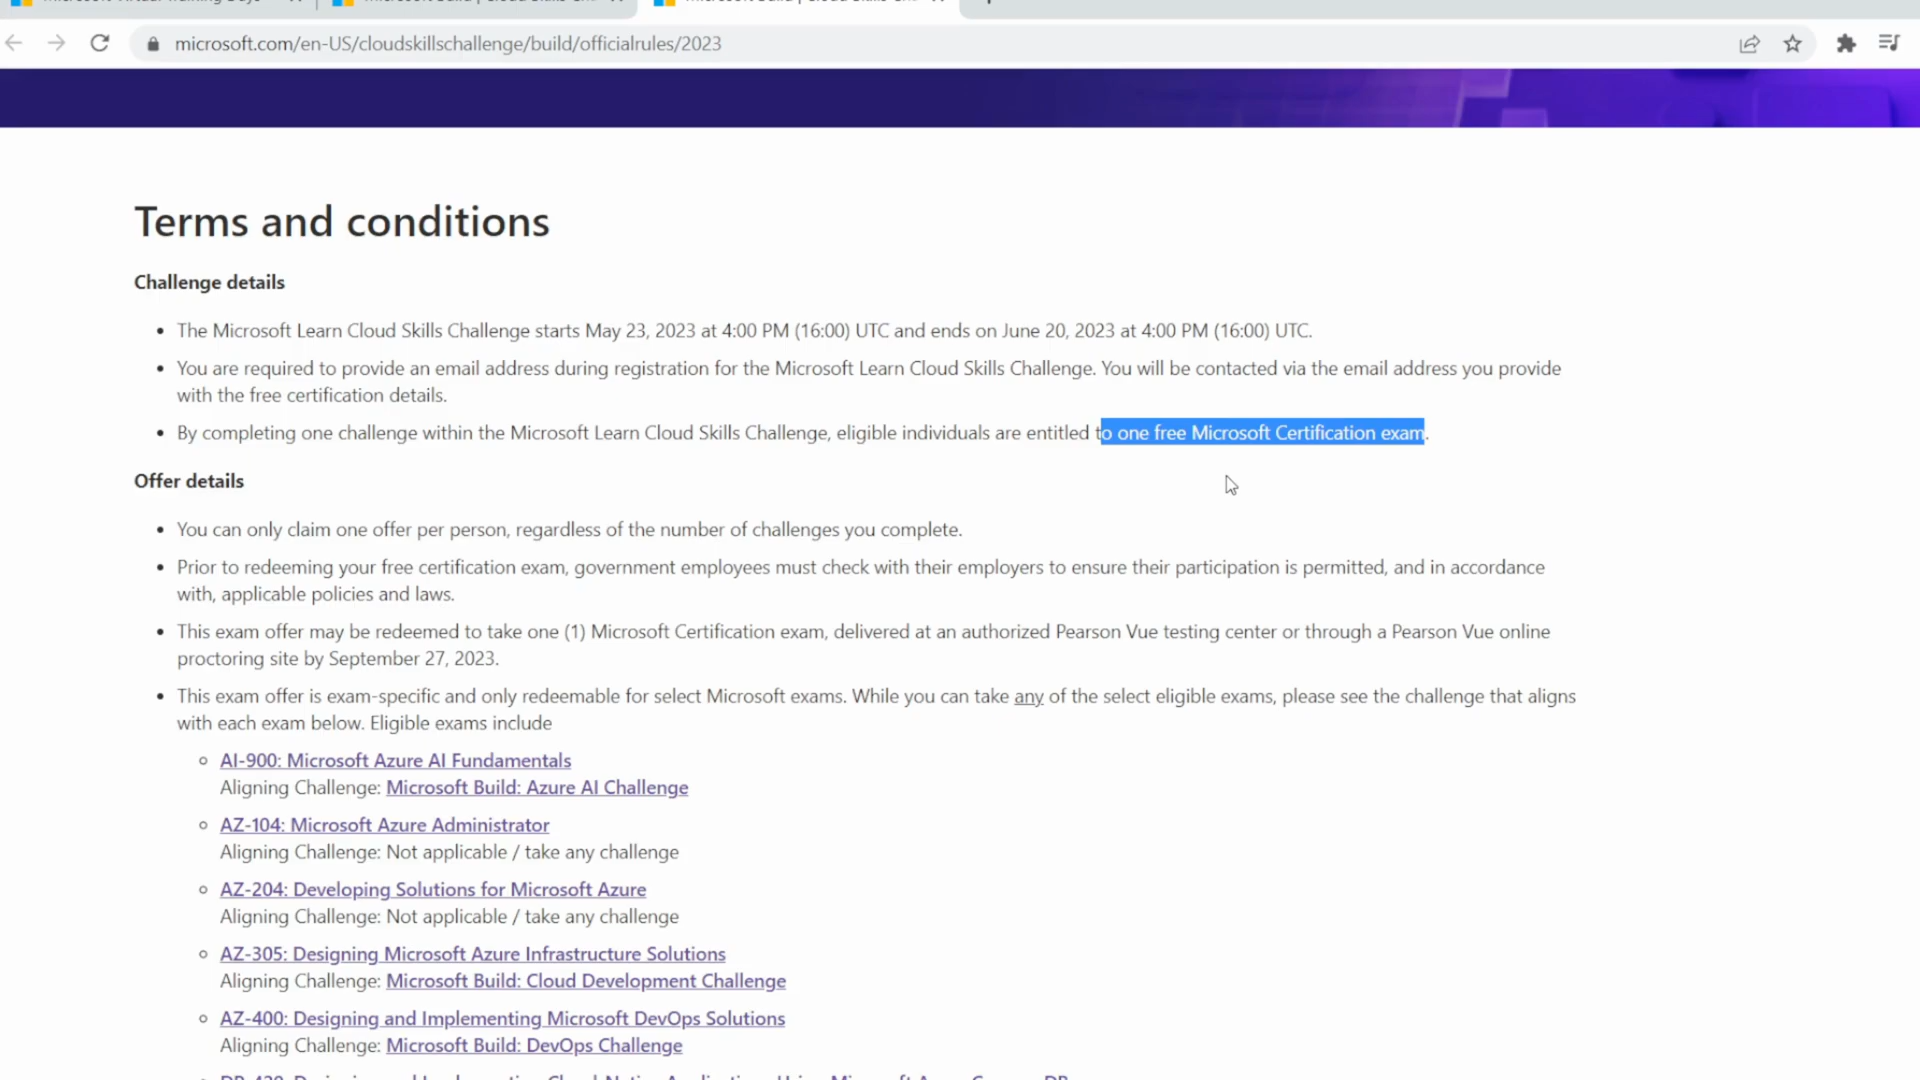 microsoft.com/en-US/cloudskillschallenge/build/officialrules/2023
Terms and conditions
Challenge details
• The Microsoft Learn Cloud Skills Challenge starts May 23, 2023 at 4:00 PM (16:00) UTC and ends on June 20, 2023 at 4:00 PM (16:00) UTC.
• You are required to provide an email address during registration for the Microsoft Learn Cloud Skills Challenge. You will be contacted via the email address you provide
with the free certification details.
• By completing one challenge within the Microsoft Learn Cloud Skills Challenge, eligible individuals are entitled to one free Microsoft Certification exam.
Offer details
• You can only claim one offer per person, regardless of the number of challenges you complete.
• Prior to redeeming your free certification exam, government employees must check with their employers to ensure their participation is permitted, and in accordance
with, applicable policies and laws.
• This exam offer may be redeemed to take one (1) Microsoft Certification exam, delivered at an authorized Pearson Vue testing center or through a Pearson Vue online
proctoring site by September 27, 2023.
• This exam offer is exam-specific and only redeemable for select Microsoft exams. While you can take any of the select eligible exams, please see the challenge that aligns
with each exam below. Eligible exams include
AI-900: Microsoft Azure AI Fundamentals
Aligning Challenge: Microsoft Build: Azure AI Challenge
AZ-104: Microsoft Azure Administrator
Aligning Challenge: Not applicable / take any challenge
AZ-204: Developing Solutions for Microsoft Azure
Aligning Challenge: Not applicable / take any challenge
AZ-305: Designing Microsoft Azure Infrastructure Solutions
Aligning Challenge: Microsoft Build: Cloud Development Challenge
AZ-400: Designing and Implementing Microsoft DevOps Solutions
Aligning Challenge: Microsoft Build: DevOps Challenge